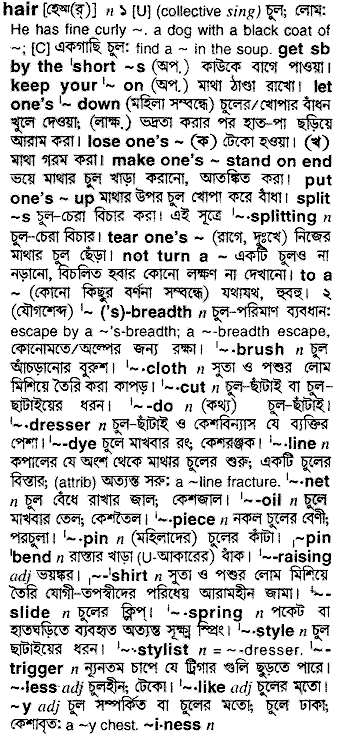 hair [হেআ(র্)] n ১ [U] (collective sing) চুল; লোম:
He has fine curly ~. a dog with a black coat of
~; [C] একগাছি চুল: find a ~ in the soup. get sb
by the ˈshort ~s (অপ.) কাউকে বাগে পাওয়া।
keep your ˈ~ on (অপ.) মাথা ঠাণ্ডা রাখো। let
one's ˈ~ down (মহিলা সম্বন্ধে) চুলের/খোপার বাঁধন
খুলে দেওয়া; (লাক্ষ.) ভদ্রতা করার পর হাত-পা ছড়িয়ে
আরাম করা। lose one's ~ (ক) টেকো হওয়া। (খ)
মাথা গরম করা। make one's ~ stand on end
ভয়ে মাথার চুল খাড়া করানো, আতঙ্কিত করা। put
one's ~ up মাথার উপর চুল খোপা করে বাঁধা। split
~s চুল-চেরা বিচার করা। এই সূত্রে ˈ~·splitting n
চুল-চেরা বিচার। tear one's ~ (রাগে, দুঃখে) নিজের
মাথার চুল ছেঁড়া। not turn a ~ একটি চুলও না
নড়ানো, বিচলিত হবার কোনো লক্ষণ না দেখানো। to a
~ (কোনো কিছুর বর্ণনা সম্বন্ধে) যথাযথ, হুবহু। ২
(যৌগশব্দ) ˈ~ ('s)-breadth n চুল-পরিমাণ ব্যবধান:
escape by a ~'s-breadth; a ~-breadth escape,
কোনোমতে/অল্পের জন্য রক্ষা। ˈ~·brush n চুল
আঁচড়ানোর বুরুশ। ˈ~·cloth n সুতা ও পশুর লোম
মিশিয়ে তৈরি করা কাপড়। ˈ~·cut n চুল-ছাঁটাই বা চুল-
ছাটাইয়ের ধরন। ˈ~-do n (কথ্য) চুল-ছাঁটাই।
ˈ~·dresser n চুল-ছাঁটা ও কেশবিন্যাস যে ব্যক্তির
পেশা। ˈ~-dye চুলে মাখবার রং, কেশরঞ্জক। ˈ~·line n
কপালের যে অংশ থেকে মাথার চুলের শুরু; একটি চুলের
বিস্তার; (attrib) অত্যন্ত সরু: a ~line fracture. ˈ~·net
n চুল বেঁধে রাখার জাল; কেশজাল। ˈ~-oil n চুলে
মাখবার তেল; কেশতৈল। ˈ~·piece n নকল চুলের বেণী;
পরচুলা। ˈ~·pin n (মহিলাদের) চুলের কাঁটা। ˌ~pin
ˈbend n রাস্তার খাড়া (U-আকারের) বাঁক। ˈ~-raising
adj ভয়ঙ্কর। ˌ~-ˈshirt n সুতা ও পশুর লোম মিশিয়ে
তৈরি যোগী-তপস্বীদের পরিধেয় আরামহীন জামা। ˈ~-
slide n চুলের ক্লিপ্। ˈ~·spring n পকেট বা
হাতঘড়িতে ব্যবহৃত অত্যন্ত সূক্ষ্ম স্প্রিং। ˈ~·style n চুল
ছাটাইয়ের ধরন। ˈ~·stylist n = ~-dresser. ˈ~-
trigger n ন্যূনতম চাপে যে ট্রিগার গুলি ছুড়তে পারে।
~·less adj চুলহীন; টেকো। ˈ~·like adj চুলের মতো।
~·y adj চুল সম্পর্কিত বা চুলের মতো; চুলে ঢাকা;
কেশাবৃত: a ~y chest. ~·i·ness n